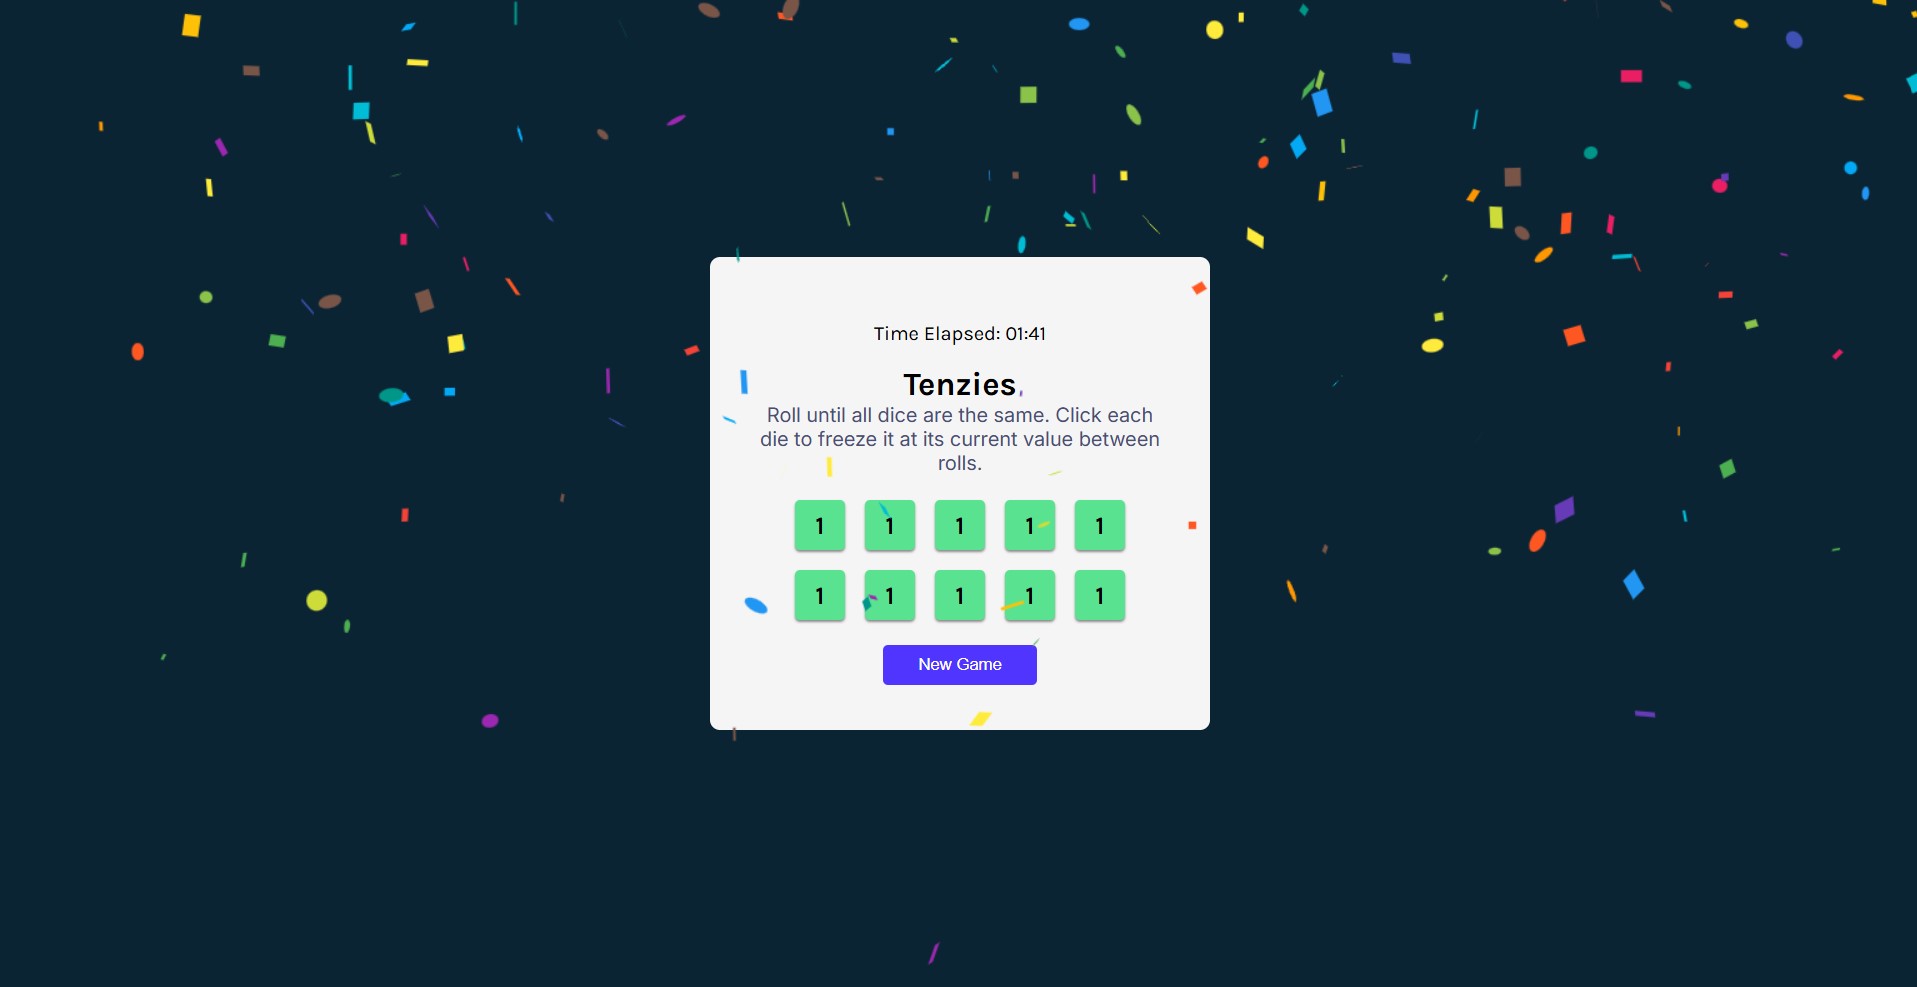 Time Elapsed: 01:41
Tenzies
Roll until all dice are the same. Click each
die to freeze it at its current value between
rolls.
1 1 1 1 1
1 1 1 1 1
New Game